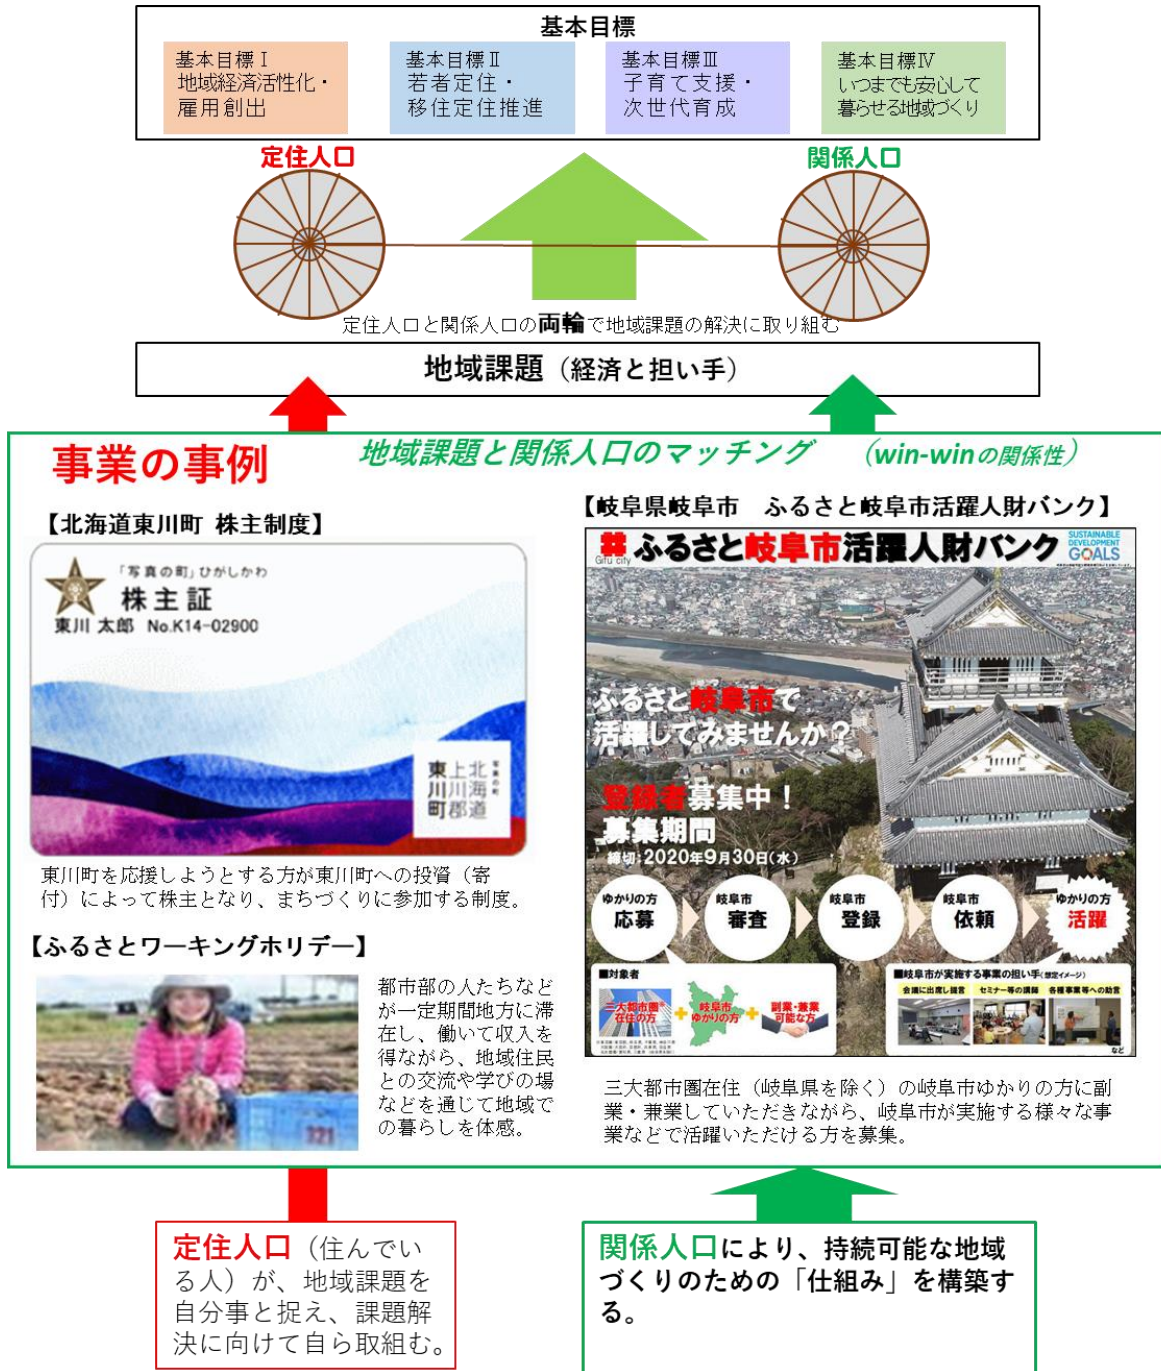 基本目標
基本目標Ⅰ
地域経済活性化・
雇用創出
基本目標Ⅱ
若者定住・
移住定住推進
基本目標Ⅲ
子育て支援・
次世代育成
基本目標Ⅳ
いつまでも安心して
暮らせる地域づくり
定住人口
関係人口
定住人口と関係人口の両輪で地域課題の解決に取り組む
地域課題（経済と担い手）
事業の事例
地域課題と関係人口のマッチング （win-winの関係性）
【北海道東川町 株主制度】
「写真の町」ひがしかわ
株主証
東川 太郎 No.K14-02900
写真の町
北海道
上川郡
東川町
東川町を応援しようとする方が東川町への投資（寄
付）によって株主となり、まちづくりに参加する制度。
【ふるさとワーキングホリデー】
321
都市部の人たちなど
が一定期間地方に滞
在し、働いて収入を
得ながら、地域住民
との交流や学びの場
などを通じて地域で
の暮らしを体感。
【岐阜県岐阜市 ふるさと岐阜市活躍人財バンク】
Gifu city
ふるさと岐阜市活躍人財バンク
SUSTAINABLE
DEVELOPMENT
GOALS
ふるさと岐阜市で
活躍してみませんか？
登録者募集中！
募集期間
締切：2020年9月30日(水)
ゆかりの方
応募
岐阜市
審査
岐阜市
登録
岐阜市
依頼
ゆかりの方
活躍
■対象者
三大都市圏※
在住の方
岐阜市
ゆかりの方
副業・兼業
可能な方
■岐阜市が実施する事業の担い手(想定イメージ)
会議に出席し提言
セミナー等の講師
各種事業等への助言
など
三大都市圏在住（岐阜県を除く）の岐阜市ゆかりの方に副
業・兼業していただきながら、岐阜市が実施する様々な事
業などで活躍いただける方を募集。
定住人口（住んでい
る人）が、地域課題を
自分事と捉え、課題解
決に向けて自ら取組む。
関係人口により、持続可能な地域
づくりのための「仕組み」を構築す
る。